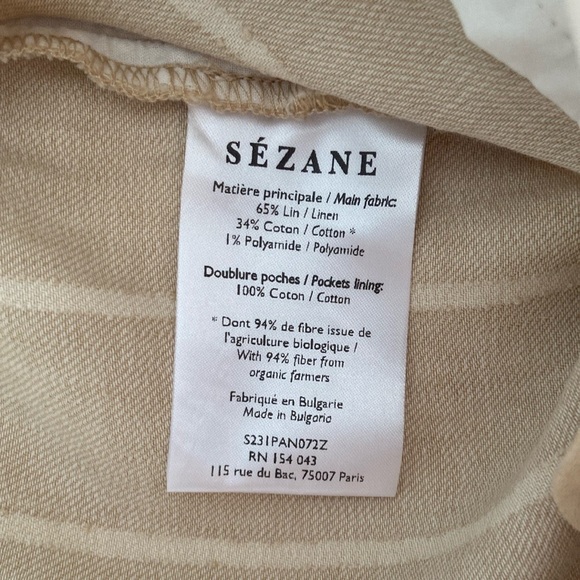 SÉZANE
Matière principale / Main fabric:
65% Lin / Linen
34% Coton / Cotton *
1% Polyamide / Polyamide
Doublure poches / Pockets lining:
100% Coton / Cotton
* Dont 94% de fibre issue de
l'agriculture biologique /
With 94% fiber from
organic farmers
Fabriqué en Bulgarie
Made in Bulgaria
S231PAN072Z
RN 154 043
115 rue du Bac, 75007 Paris